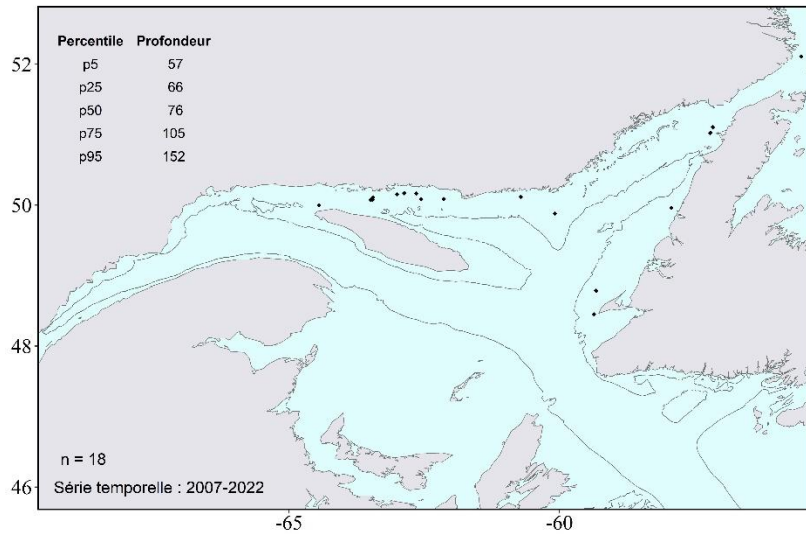 Percentile Profondeur
p5 57
p25 66
p50 76
p75 105
p95 152
52
50
48
46
n = 18
Série temporelle : 2007-2022
-65 -60